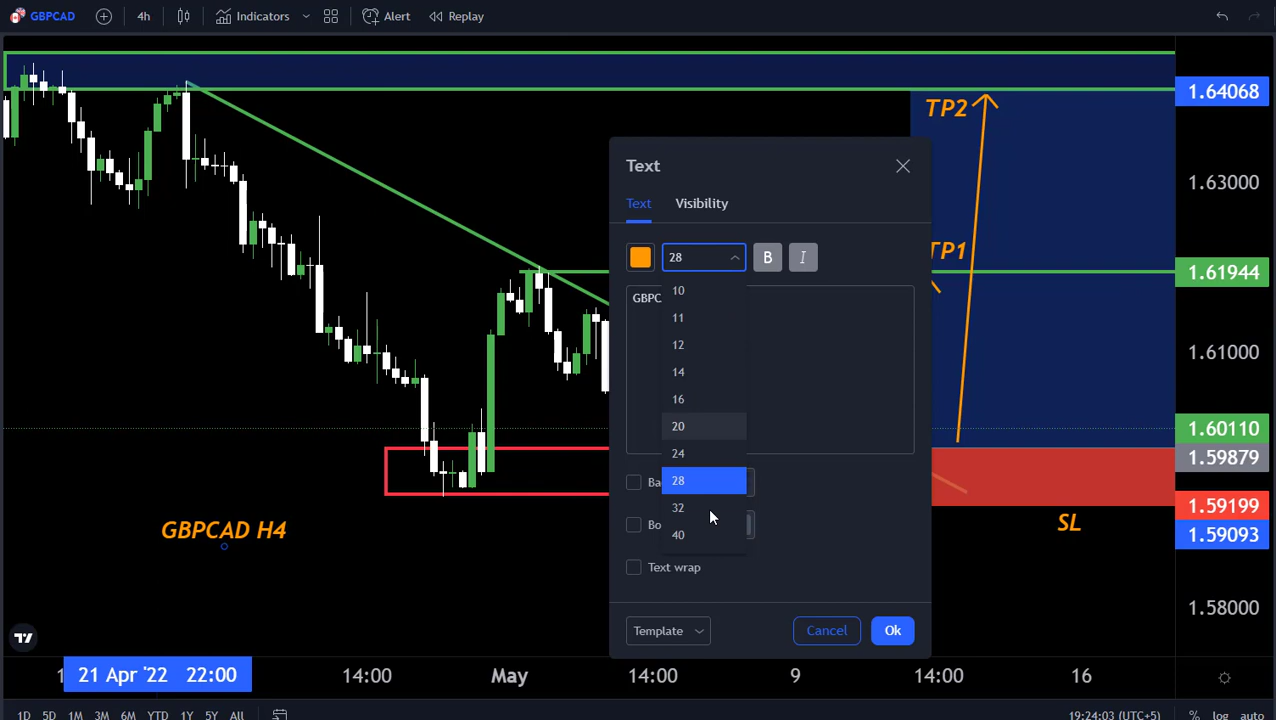 GBPCAD 4h Indicators Alert Replay
1.64068
TP2
Text
1.63000
Text Visibility
28 B I
TP1
1.61944
10
GBPC
11
12
1.61000
14
16
20
1.60110
24
1.59879
Ba
28
32
1.59199
SL
GBPCAD H4
Bo
40
1.59093
Text wrap
1.58000
Template Cancel Ok
21 Apr '22 22:00 14:00 May 14:00 9 14:00 16
1D 5D 1M 3M 6M YTD 1Y 5Y All 19:24:03 (UTC+5) % log auto